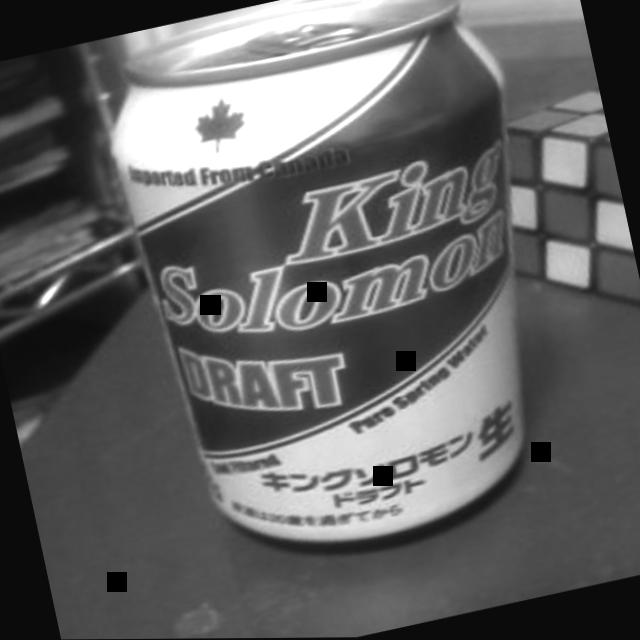 Imported From Canada
King
Solomon
DRAFT
Pure Spring Water
キングソロモン 生
ドラフト